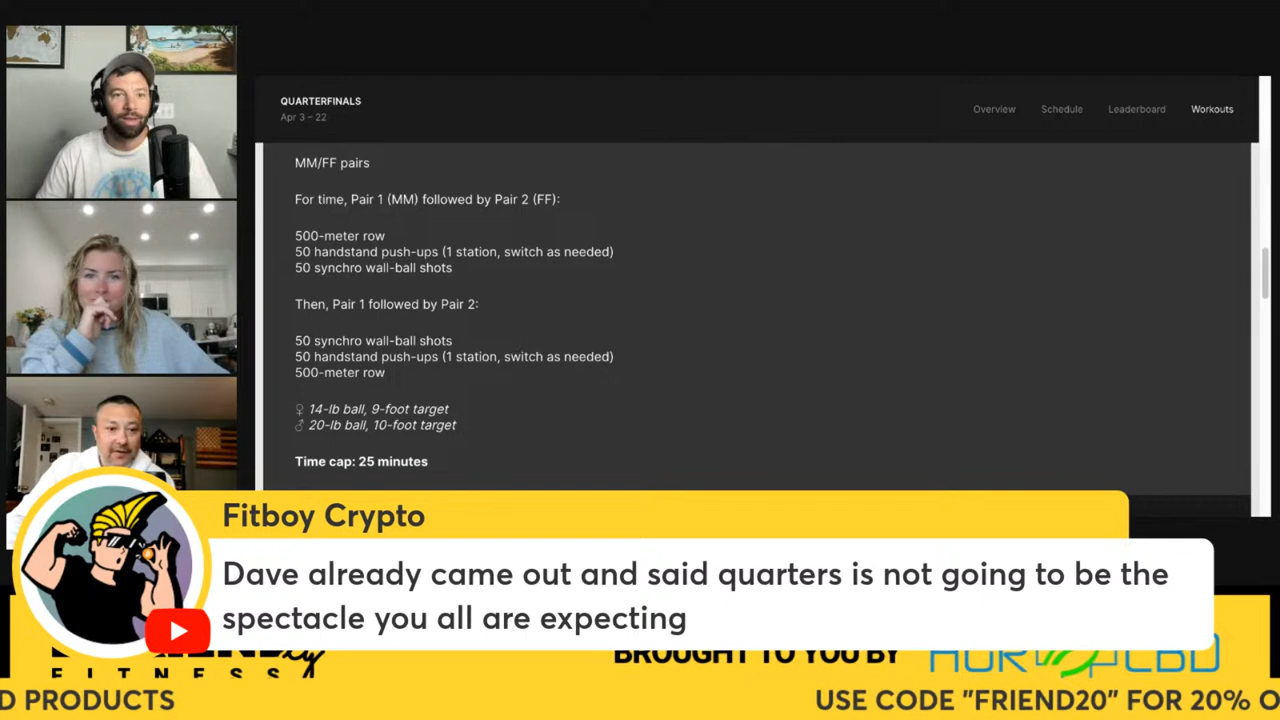 QUARTERFINALS
Apr 3 – 22
Overview
Schedule
Leaderboard
Workouts
MM/FF pairs
For time, Pair 1 (MM) followed by Pair 2 (FF):
500-meter row
50 handstand push-ups (1 station, switch as needed)
50 synchro wall-ball shots
Then, Pair 1 followed by Pair 2:
50 synchro wall-ball shots
50 handstand push-ups (1 station, switch as needed)
500-meter row
♀ 14-lb ball, 9-foot target
♂ 20-lb ball, 10-foot target
Time cap: 25 minutes
Fitboy Crypto
Dave already came out and said quarters is not going to be the
spectacle you all are expecting
FITNESS
BROUGHT TO YOU BY
CBD
D PRODUCTS
USE CODE "FRIEND20" FOR 20% O